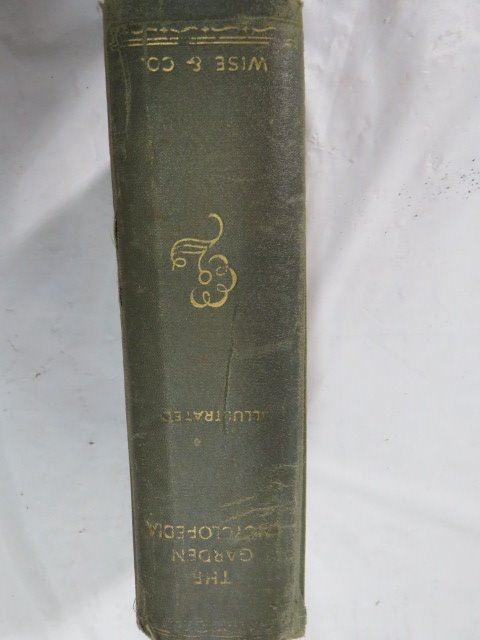 THE
GARDEN
ENCYCLOPEDIA
ILLUSTRATED
WISE & CO.